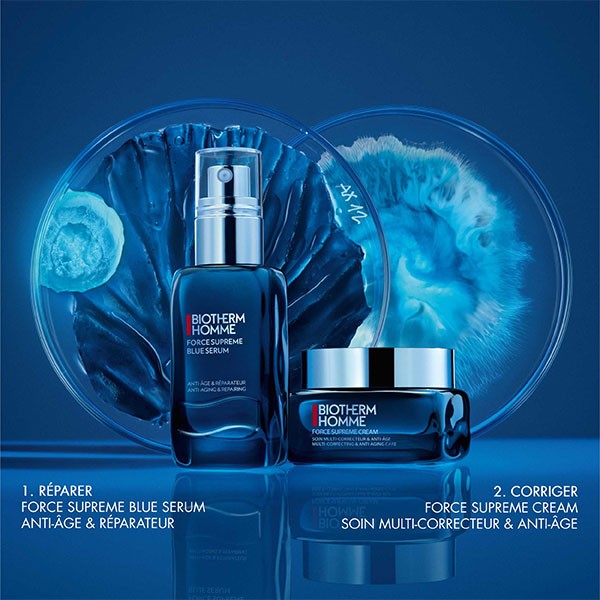 AX12
BIOTHERM
HOMME
FORCE SUPREME
BLUE SERUM
ANTI-ÂGE & RÉPARATEUR
ANTI-AGING & REPAIRING
BIOTHERM
HOMME
FORCE SUPREME CREAM
SOIN MULTI-CORRECTEUR & ANTI-ÂGE
MULTI-CORRECTING & ANTI-AGING CARE
1. RÉPARER
FORCE SUPREME BLUE SERUM
ANTI-ÂGE & RÉPARATEUR
2. CORRIGER
FORCE SUPREME CREAM
SOIN MULTI-CORRECTEUR & ANTI-ÂGE